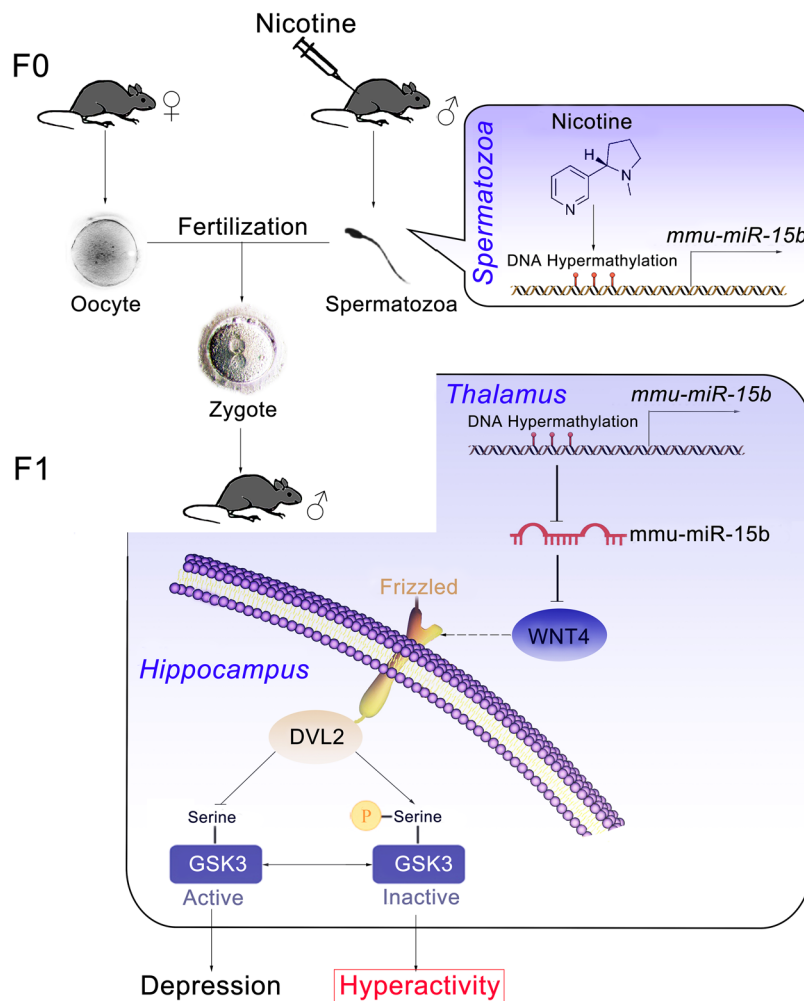 Nicotine
F0
♀
♂
Spermatozoa
Nicotine
H
N
N
DNA Hypermathylation
mmu-miR-15b
Fertilization
Oocyte
Spermatozoa
Zygote
F1
♂
Thalamus
mmu-miR-15b
DNA Hypermathylation
mmu-miR-15b
Frizzled
WNT4
Hippocampus
DVL2
Serine
P
Serine
GSK3
GSK3
Active
Inactive
Depression
Hyperactivity